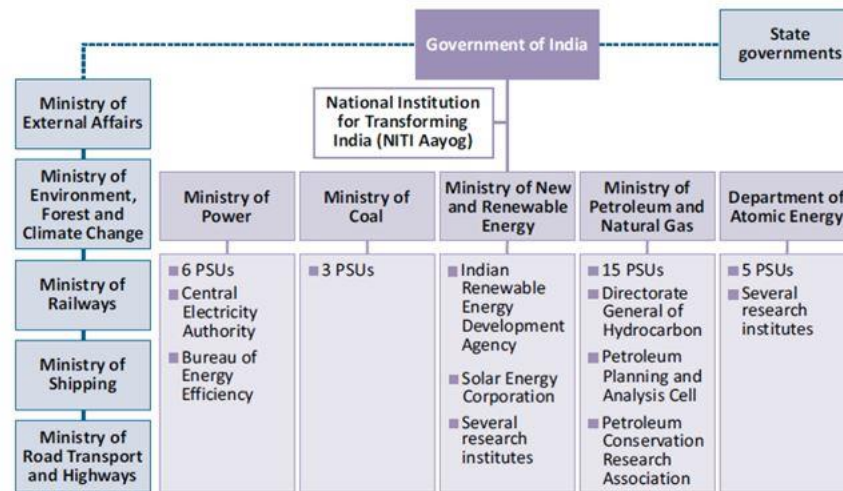 Government of India
State
governments
Ministry of
External Affairs
National Institution
for Transforming
India (NITI Aayog)
Ministry of
Environment,
Forest and
Climate Change
Ministry of
Railways
Ministry of
Shipping
Ministry of
Road Transport
and Highways
Ministry of
Power
6 PSUs
Central
Electricity
Authority
Bureau of
Energy
Efficiency
Ministry of
Coal
3 PSUs
Ministry of New
and Renewable
Energy
Indian
Renewable
Energy
Development
Agency
Solar Energy
Corporation
Several
research
institutes
Ministry of
Petroleum and
Natural Gas
15 PSUs
Directorate
General of
Hydrocarbon
Petroleum
Planning and
Analysis Cell
Petroleum
Conservation
Research
Association
Department of
Atomic Energy
5 PSUs
Several
research
institutes